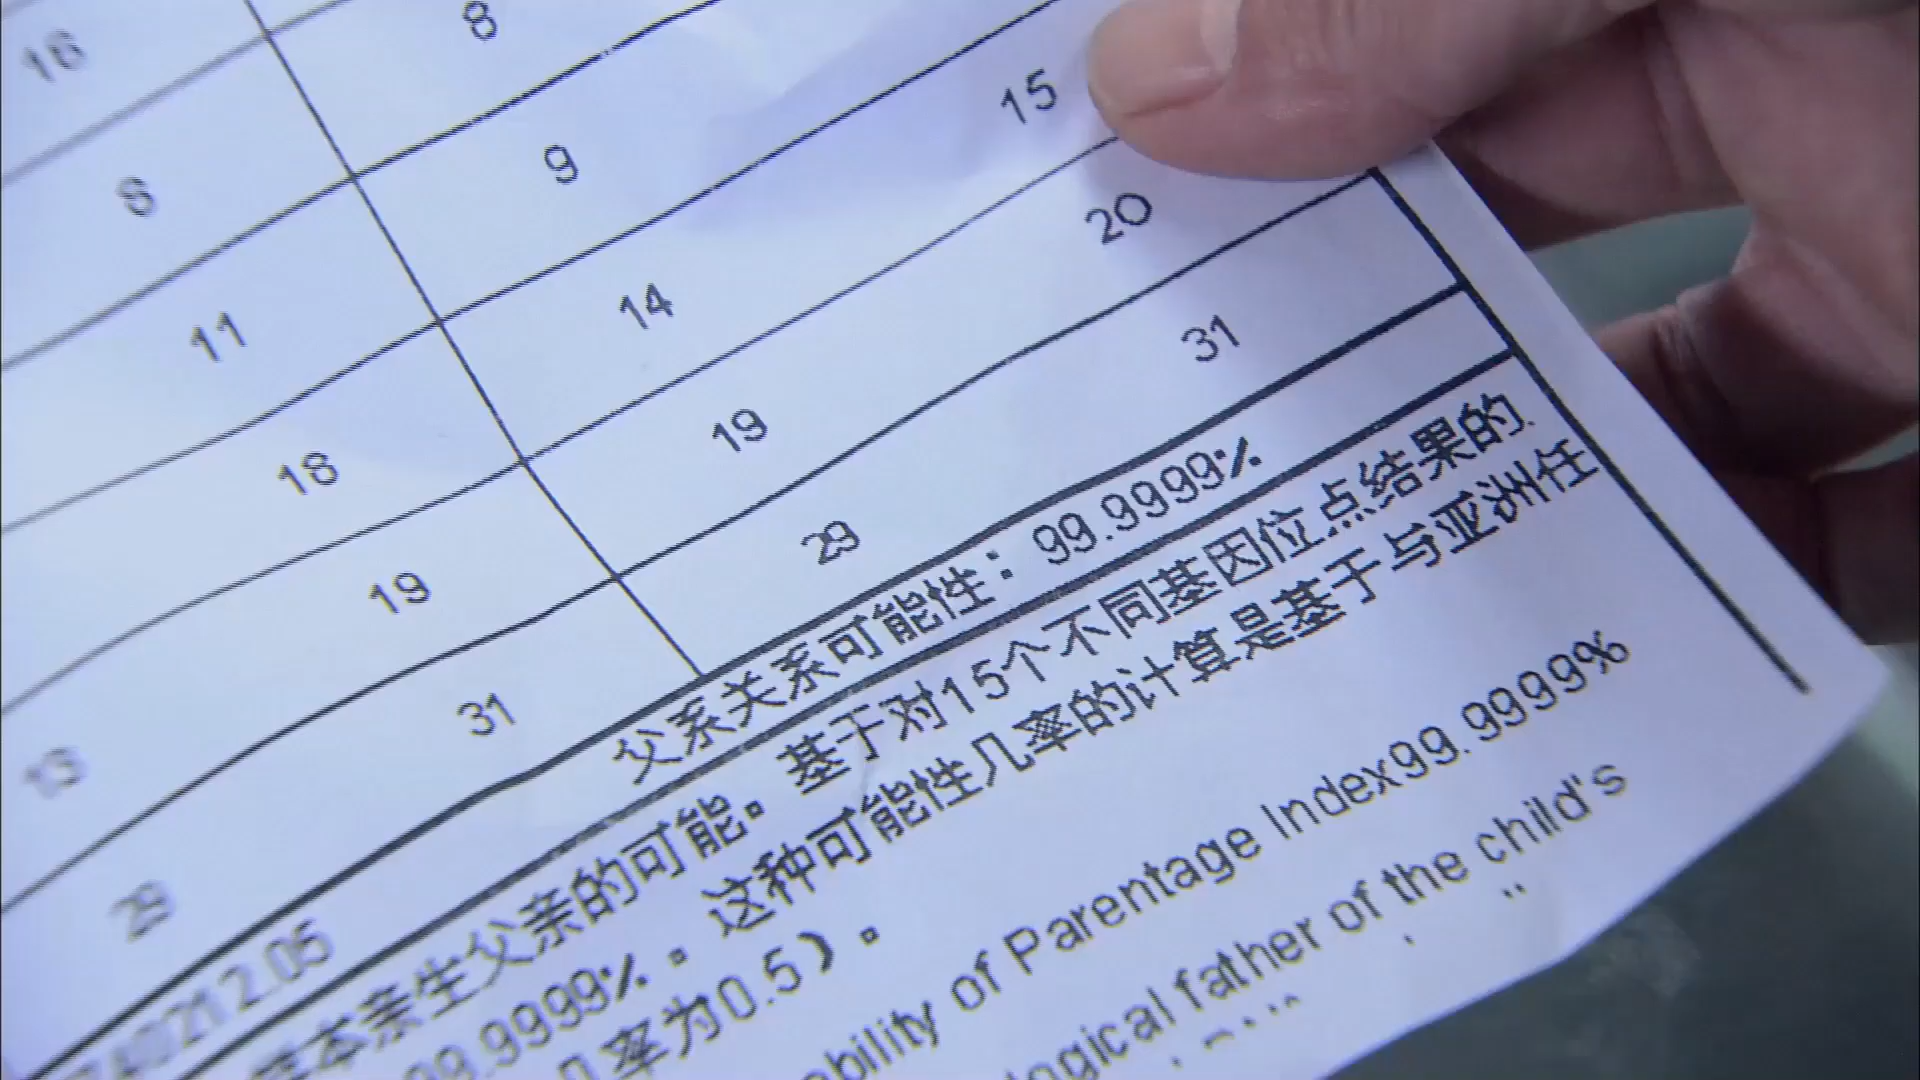 16 8
8 9 15
11 14 20
18 19 31
19 29
13 31
29
父系关系可能性：99.9999%
40212.05
本亲生父亲的可能。基于对15个不同基因位点结果的
99.9999%。这种可能性几率的计算是基于与亚洲任
率为0.5）。
ability of Parentage Index99.9999%
logical father of the child's